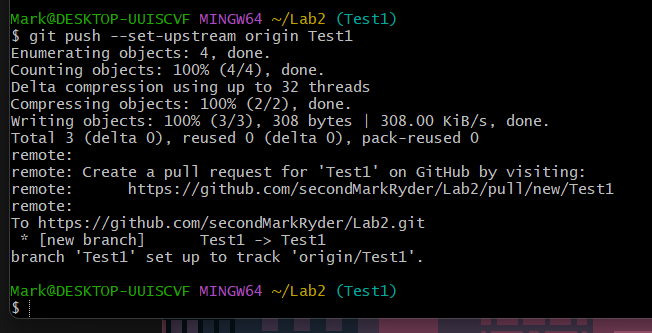 Mark@DESKTOP-UUISCVF MINGW64 ~/Lab2 (Test1)
$ git push --set-upstream origin Test1
Enumerating objects: 4, done.
Counting objects: 100% (4/4), done.
Delta compression using up to 32 threads
Compressing objects: 100% (2/2), done.
Writing objects: 100% (3/3), 308 bytes | 308.00 KiB/s, done.
Total 3 (delta 0), reused 0 (delta 0), pack-reused 0
remote:
remote: Create a pull request for 'Test1' on GitHub by visiting:
remote:      https://github.com/secondMarkRyder/Lab2/pull/new/Test1
remote:
To https://github.com/secondMarkRyder/Lab2.git
 * [new branch]      Test1 -> Test1
branch 'Test1' set up to track 'origin/Test1'.
Mark@DESKTOP-UUISCVF MINGW64 ~/Lab2 (Test1)
$